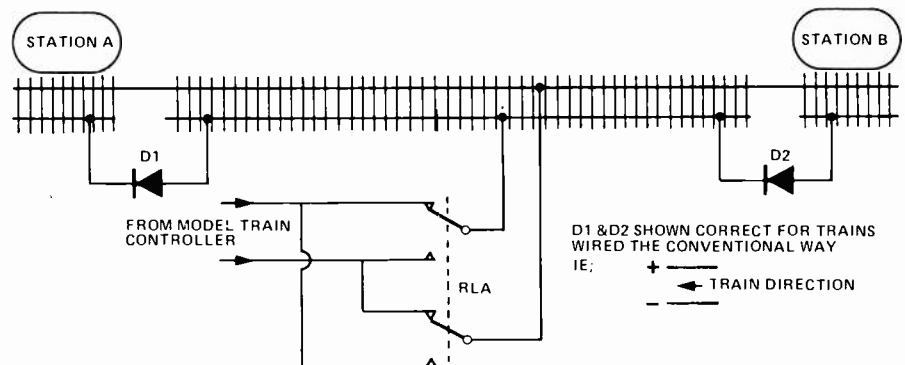 STATION A
STATION B
D1
D2
FROM MODEL TRAIN
CONTROLLER
D1 & D2 SHOWN CORRECT FOR TRAINS
WIRED THE CONVENTIONAL WAY
IE;
+
TRAIN DIRECTION
−
RLA